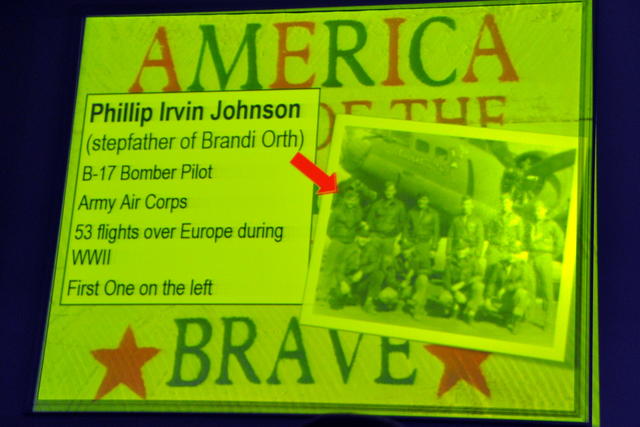 AMERICA
OF THE
Phillip Irvin Johnson
(stepfather of Brandi Orth)
B-17 Bomber Pilot
Army Air Corps
53 flights over Europe during
WWII
First One on the left
BRAVE